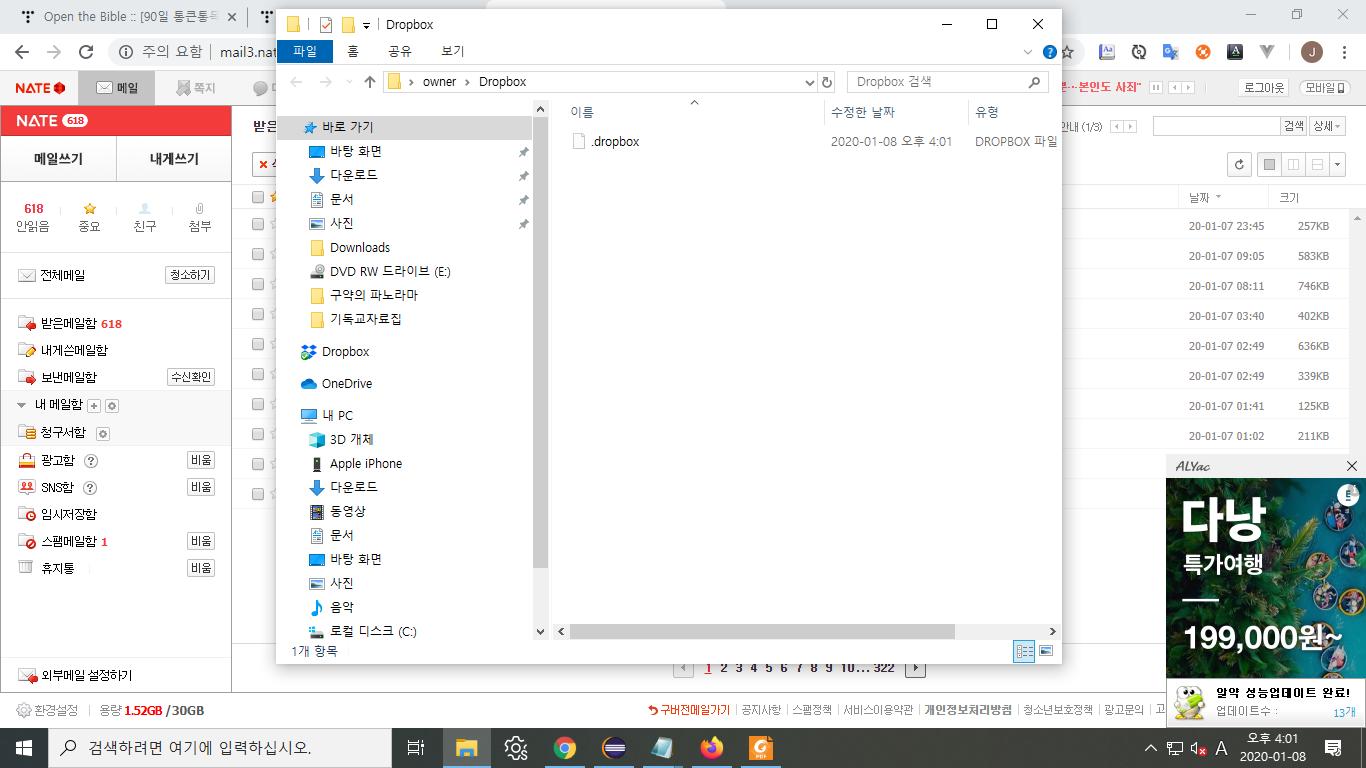 Open the Bible :: [90일 통큰통독
Dropbox
파일 홈 공유 보기
주의 요함 mail3.nat
owner Dropbox
Dropbox 검색
J
NATE
메일
쪽지
본인도 사죄"
로그아웃
모바일
NATE 618
메일쓰기 내게쓰기
618
안읽음 중요 친구 첨부
전체메일 청소하기
받은메일함 618
내게쓴메일함
보낸메일함 수신확인
내 메일함
청구서함
광고함 비움
SNS함 비움
임시저장함
스팸메일함 1 비움
휴지통 비움
외부메일 설정하기
바로 가기
바탕 화면
다운로드
문서
사진
Downloads
DVD RW 드라이브 (E:)
구약의 파노라마
기독교자료집
Dropbox
OneDrive
내 PC
3D 개체
Apple iPhone
다운로드
동영상
문서
바탕 화면
사진
음악
로컬 디스크 (C:)
1개 항목
이름 수정한 날짜 유형
.dropbox 2020-01-08 오후 4:01 DROPBOX 파일
안내 (1/3)
검색 상세
날짜 크기
20-01-07 23:45 257KB
20-01-07 09:05 583KB
20-01-07 08:11 746KB
20-01-07 03:40 402KB
20-01-07 02:49 636KB
20-01-07 02:49 339KB
20-01-07 01:41 125KB
20-01-07 01:02 211KB
ALYac
다낭
특가여행
199,000원~
알약 성능업데이트 완료!
업데이트수 : 13개
1 2 3 4 5 6 7 8 9 10... 322
환경설정 용량 1.52GB / 30GB
구버전메일가기 공지사항 스팸정책 서비스이용약관 개인정보처리방침 청소년보호정책 광고문의 고
검색하려면 여기에 입력하십시오.
PDF
A
오후 4:01
2020-01-08